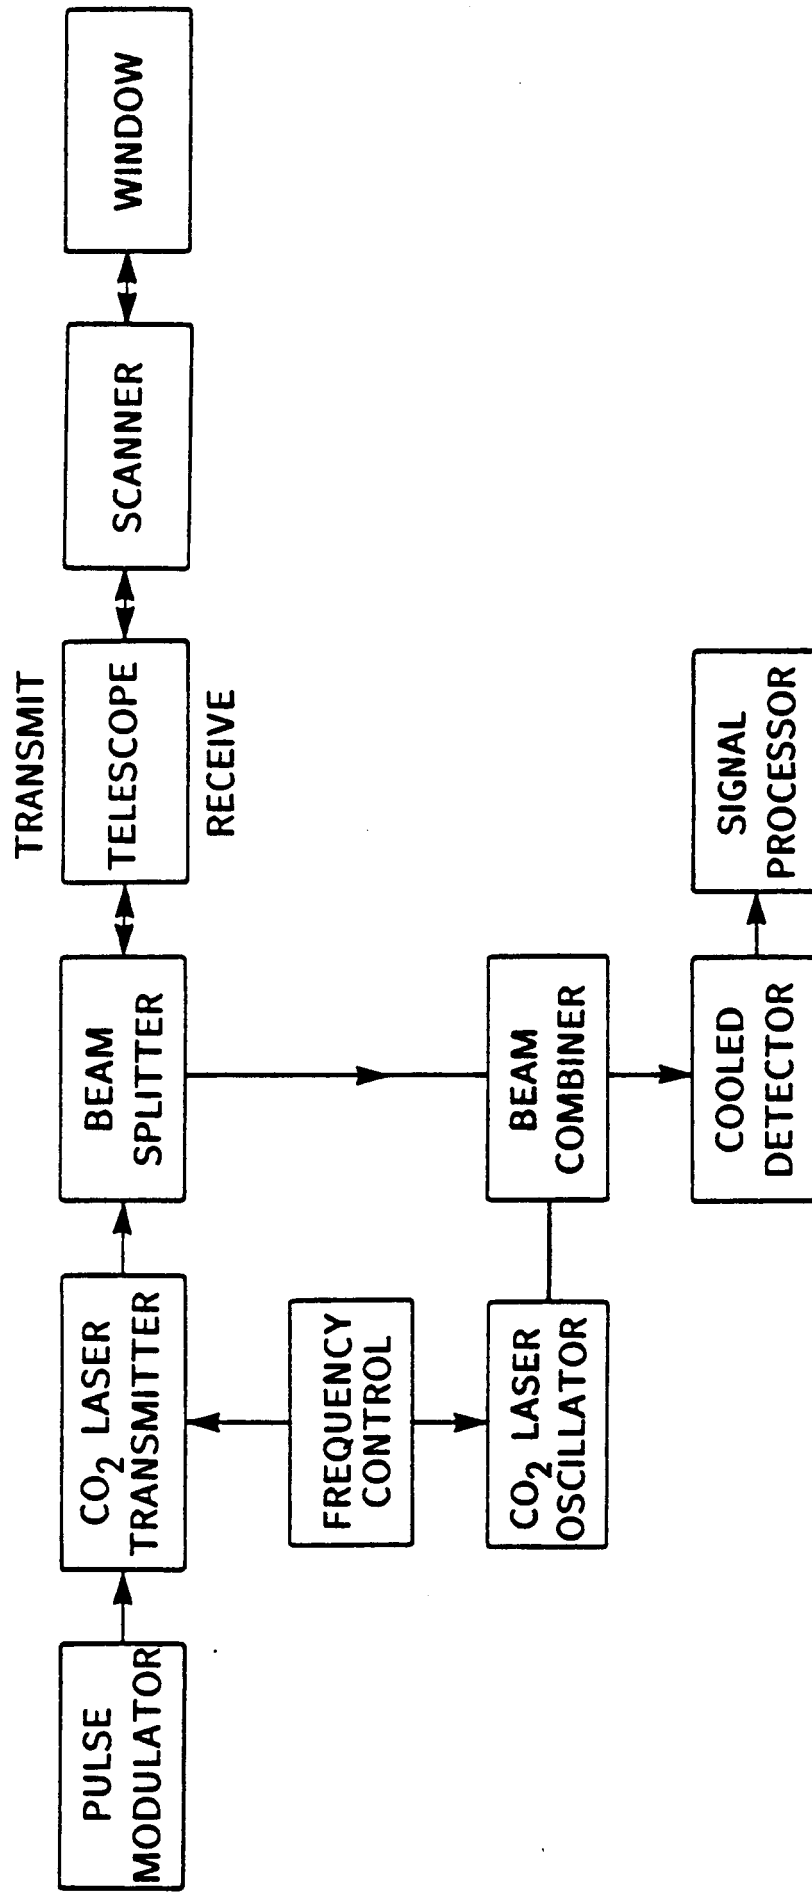 PULSE
MODULATOR
CO₂ LASER
TRANSMITTER
BEAM
SPLITTER
TRANSMIT
TELESCOPE
RECEIVE
SCANNER
WINDOW
FREQUENCY
CONTROL
CO₂ LASER
OSCILLATOR
BEAM
COMBINER
COOLED
DETECTOR
SIGNAL
PROCESSOR